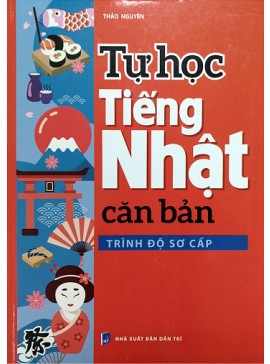 THẢO NGUYÊN
Tự học
Tiếng
Nhật
căn bản
TRÌNH ĐỘ SƠ CẤP
NHÀ XUẤT BẢN DÂN TRÍ